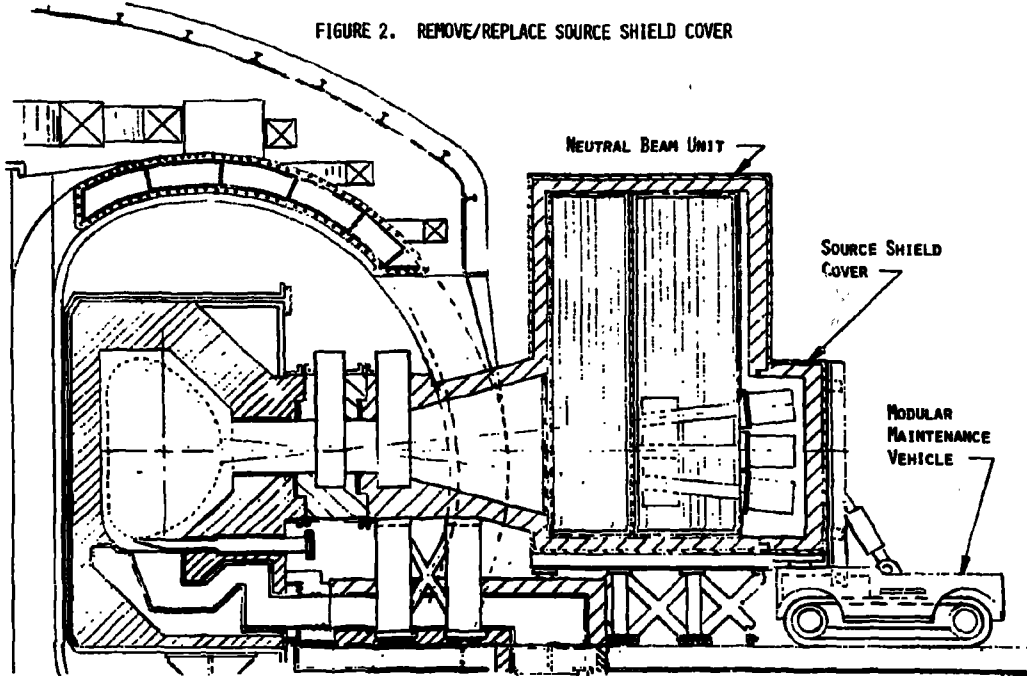 FIGURE 2. REMOVE/REPLACE SOURCE SHIELD COVER
NEUTRAL BEAM UNIT
SOURCE SHIELD
COVER
MODULAR
MAINTENANCE
VEHICLE